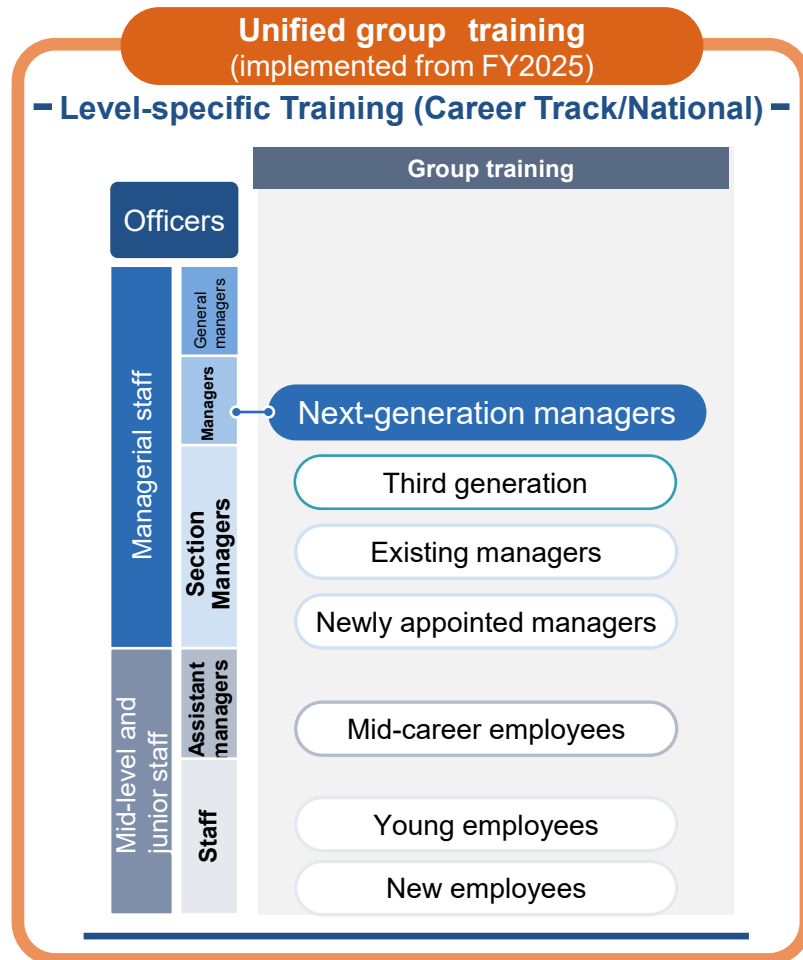 Unified group training
(implemented from FY2025)
Level-specific Training (Career Track/National)
Group training
Officers
Managerial staff
General
managers
Managers
Next-generation managers
Section
Managers
Third generation
Existing managers
Newly appointed managers
Mid-level and
junior staff
Assistant
managers
Mid-career employees
Staff
Young employees
New employees